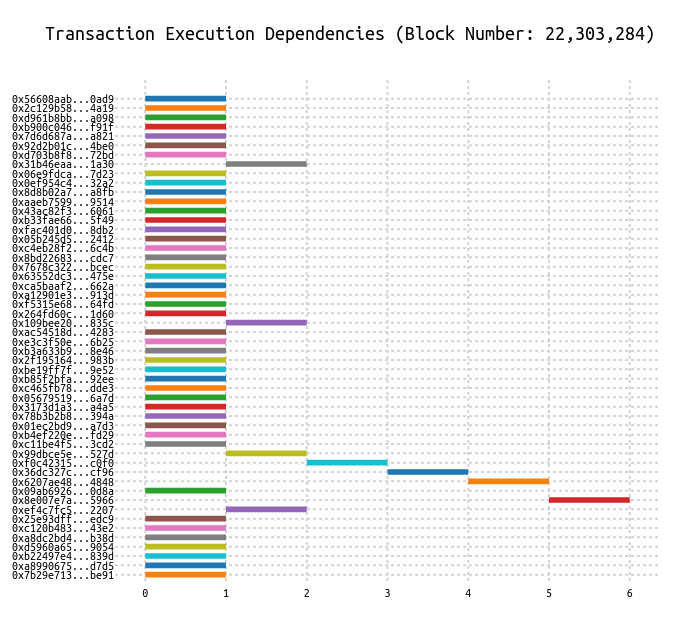 Transaction Execution Dependencies (Block Number: 22,303,284)
0x56608aab...0ad9
0x2c129b58...4a19
0xd961b8bb...a098
0xb900c046...f91f
0x7d6d687a...a821
0x92d2b01c...4be0
0xd703b8f8...72bd
0x31b46eaa...1a30
0x06e9fdca...7d23
0x0ef954c4...32a2
0x8d8b02a7...a8fb
0xaaeb7599...9514
0x43ac82f3...6061
0xb33fae66...5f49
0xfac401d0...8db2
0x05b245d5...2412
0xc4eb28f2...6c4b
0x8bd22683...cdc7
0x7678c322...bcec
0x63552dc3...475e
0xca5baaf2...662a
0xa12901e3...913d
0xf5315e68...64fd
0x264fd60c...1d60
0x109bee20...835c
0xac54518d...4283
0xe3c3f50e...6b25
0xb3a633b9...8e46
0x2f195164...983b
0xbe19ff7f...9e52
0xb85f2bfa...92ee
0xc465fb78...dde3
0x05679519...6a7d
0x3173d1a3...a4a5
0x78b3b2b8...394a
0x01ec2bd9...a7d3
0xb4ef220e...fd29
0xc11be4f5...3cd2
0x99dbce5e...527d
0xf0c42315...c0f0
0x36dc327c...cf96
0x6207ae48...4848
0x09ab6926...0d8a
0x8e007e7a...5966
0xef4c7fc5...2207
0x25e93dff...edc9
0xc120b483...43e2
0xa8dc2bd4...b38d
0xd5960a65...9054
0xb22497e4...839d
0xa8990675...d7d5
0x7b29e713...be91
0 1 2 3 4 5 6